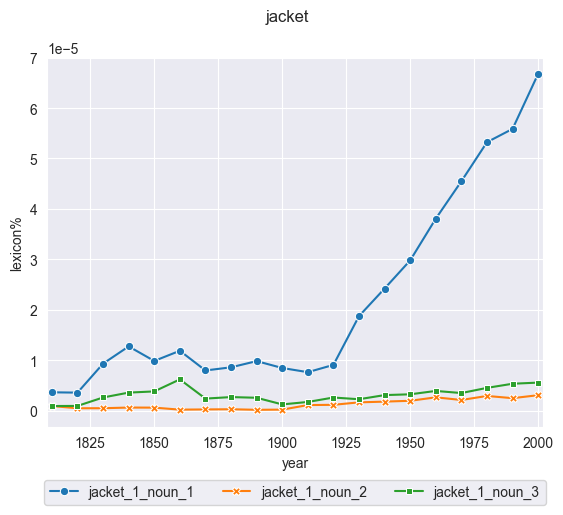 jacket
1e−5
7
6
5
4
3
2
1
0
lexicon%
1825 1850 1875 1900 1925 1950 1975 2000
year
jacket_1_noun_1 jacket_1_noun_2 jacket_1_noun_3